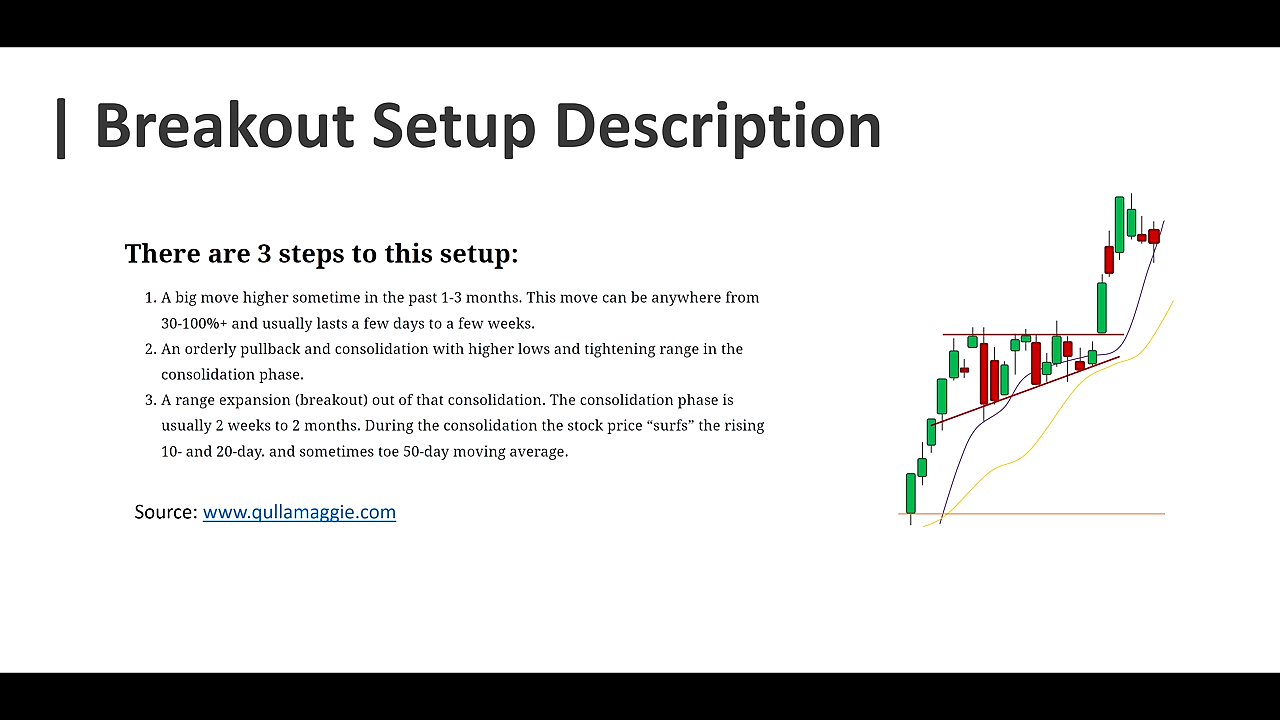 | Breakout Setup Description
There are 3 steps to this setup:
1. A big move higher sometime in the past 1-3 months. This move can be anywhere from
30-100%+ and usually lasts a few days to a few weeks.
2. An orderly pullback and consolidation with higher lows and tightening range in the
consolidation phase.
3. A range expansion (breakout) out of that consolidation. The consolidation phase is
usually 2 weeks to 2 months. During the consolidation the stock price “surfs” the rising
10- and 20-day. and sometimes toe 50-day moving average.
Source: www.qullamaggie.com